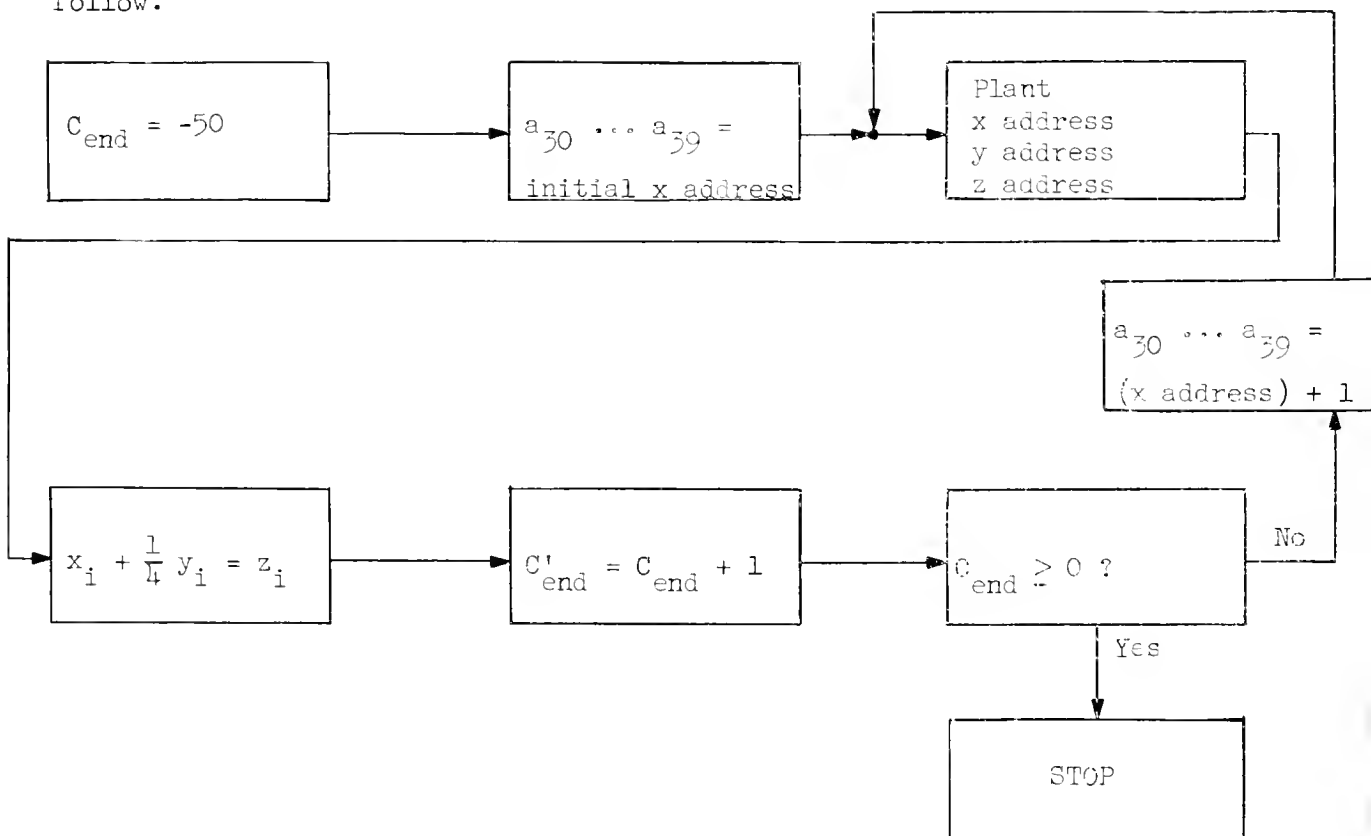 follow.
C_end = -50
a_30 ... a_39 =
initial x address
Plant
x address
y address
z address
a_30 ... a_39 =
(x address) + 1
x_i + 1/4 y_i = z_i
C'_end = C_end + 1
C_end ≥ 0 ?
No
Yes
STOP